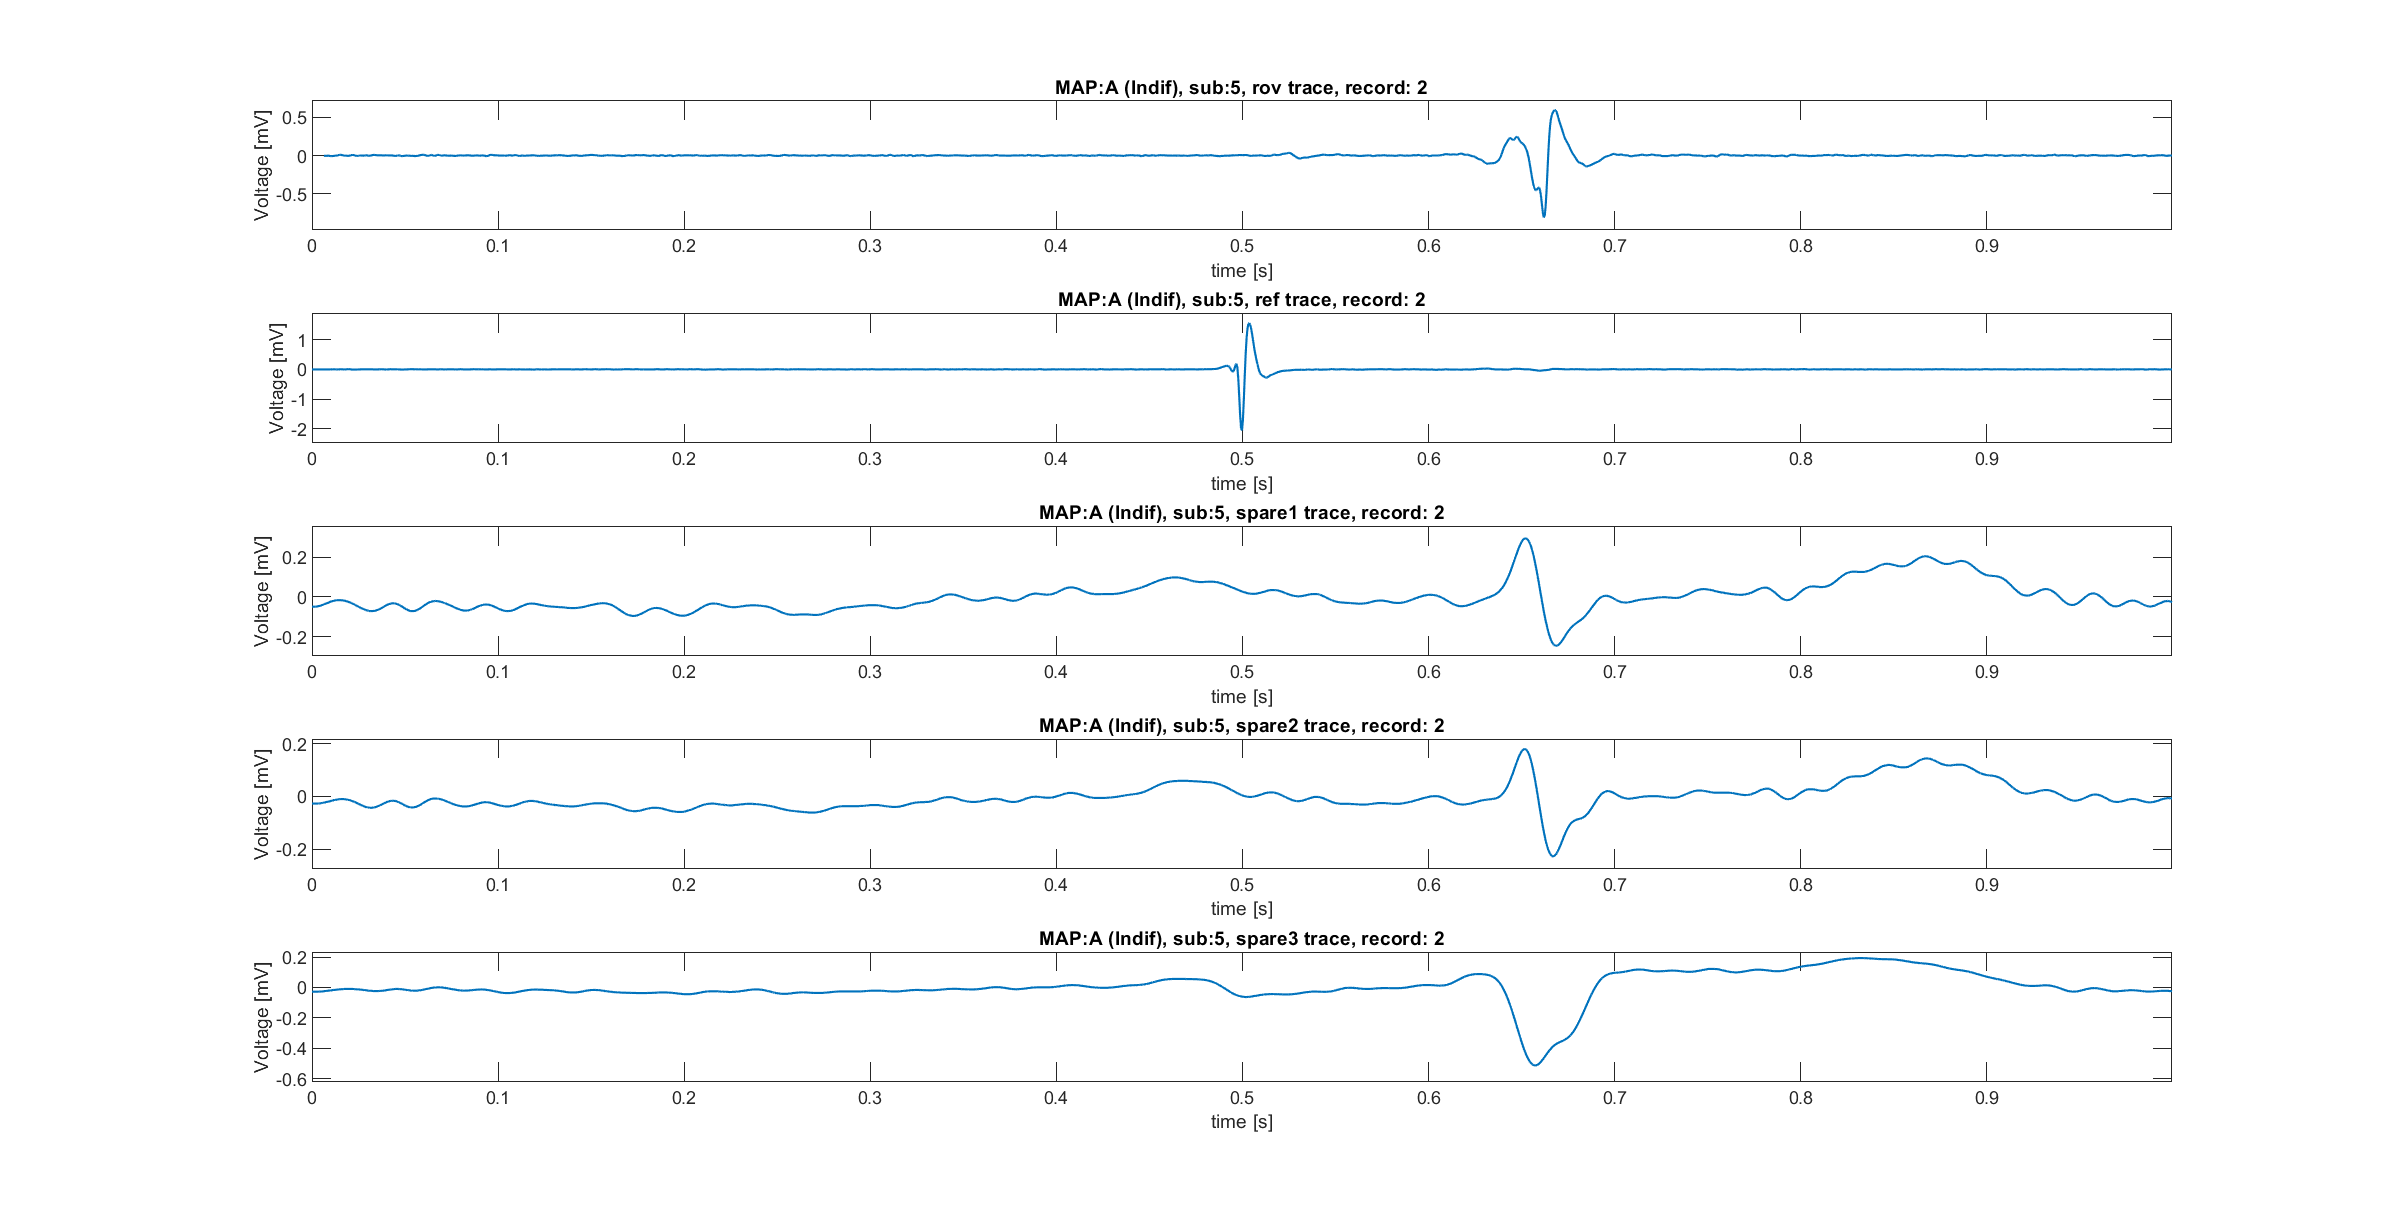 MAP:A (Indif), sub:5, rov trace, record: 2
Voltage [mV]
0.5
0
-0.5
0 0.1 0.2 0.3 0.4 0.5 0.6 0.7 0.8 0.9
time [s]
MAP:A (Indif), sub:5, ref trace, record: 2
Voltage [mV]
1
0
-1
-2
0 0.1 0.2 0.3 0.4 0.5 0.6 0.7 0.8 0.9
time [s]
MAP:A (Indif), sub:5, spare1 trace, record: 2
Voltage [mV]
0.2
0
-0.2
0 0.1 0.2 0.3 0.4 0.5 0.6 0.7 0.8 0.9
time [s]
MAP:A (Indif), sub:5, spare2 trace, record: 2
Voltage [mV]
0.2
0
-0.2
0 0.1 0.2 0.3 0.4 0.5 0.6 0.7 0.8 0.9
time [s]
MAP:A (Indif), sub:5, spare3 trace, record: 2
Voltage [mV]
0.2
0
-0.2
-0.4
-0.6
0 0.1 0.2 0.3 0.4 0.5 0.6 0.7 0.8 0.9
time [s]